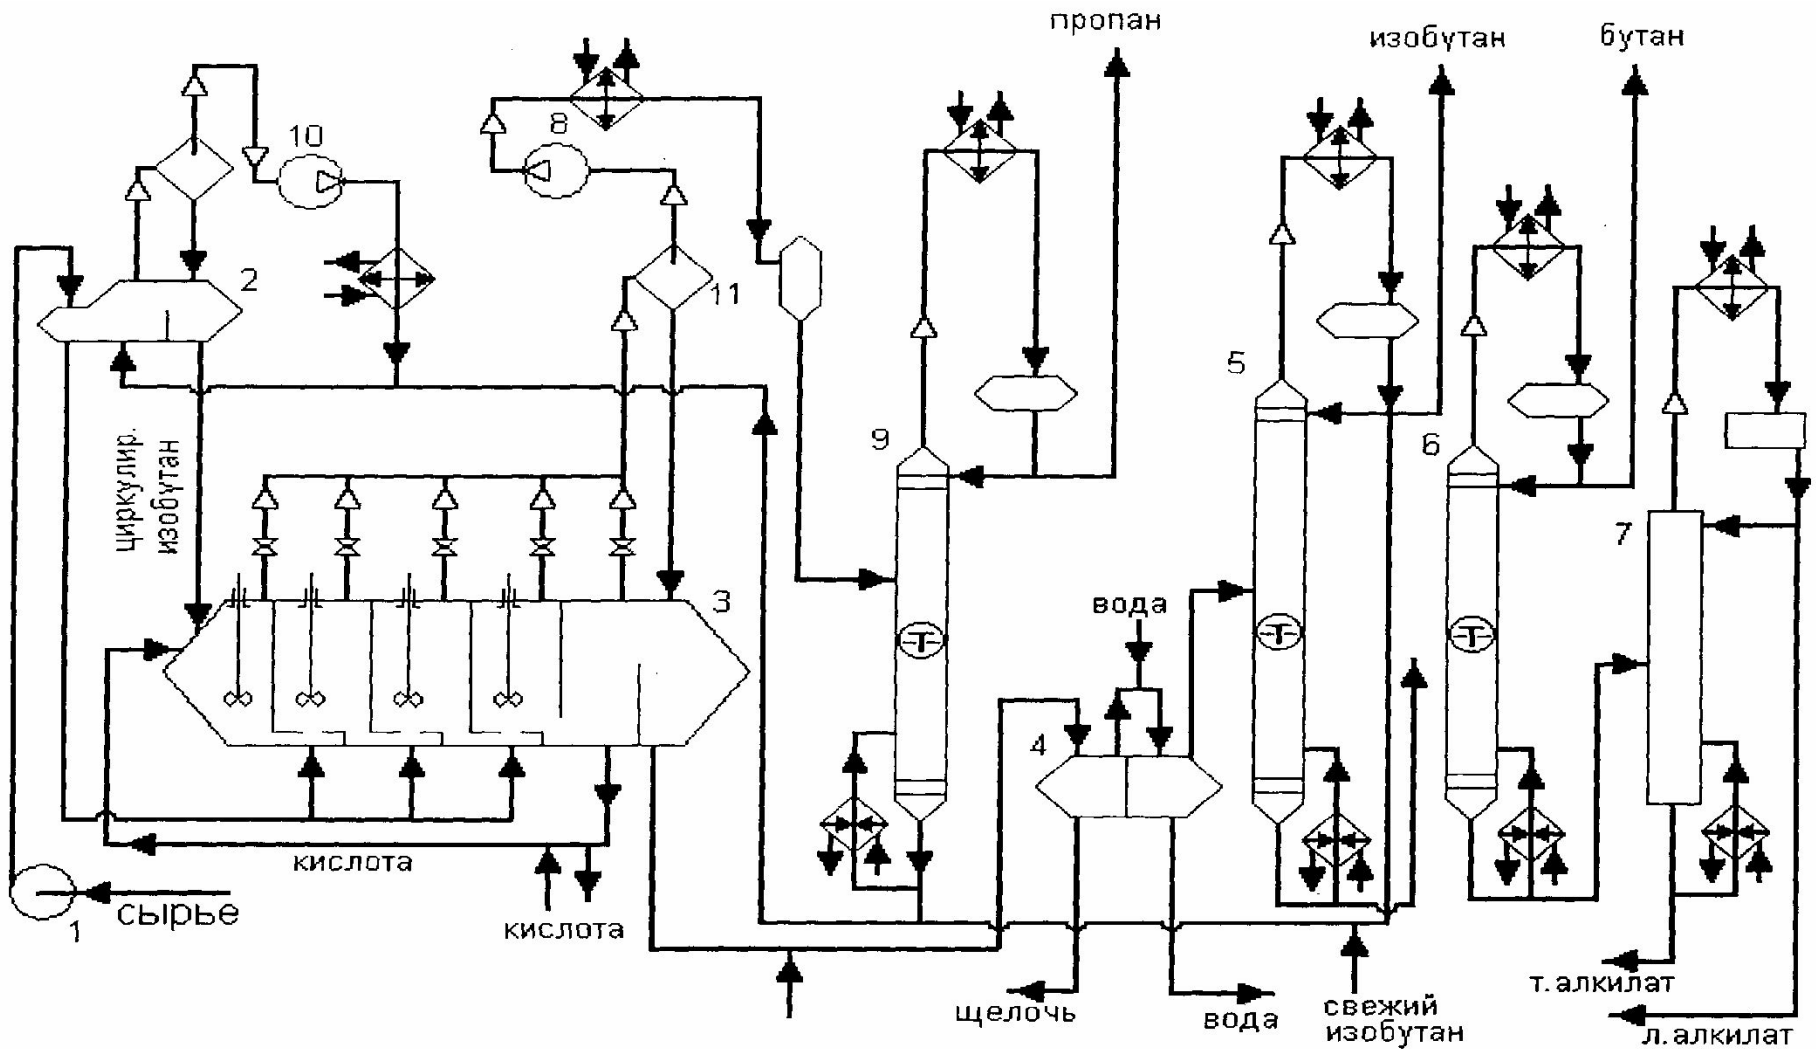 пропан
изобутан
бутан
10
8
2
11
5
9
6
циркулир.
изобутан
7
3
вода
4
кислота
сырье
1
кислота
щелочь
вода
свежий
изобутан
т.алкилат
л.алкилат
T
T
T